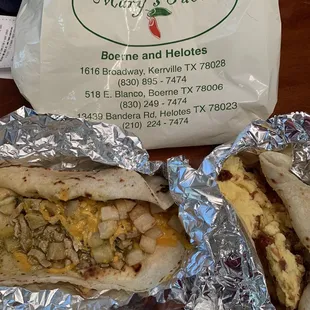 Mary's
Boerne and Helotes
1616 Broadway, Kerrville TX 78028
(830) 895 - 7474
518 E. Blanco, Boerne TX 78006
(830) 249 - 7474
13439 Bandera Rd, Helotes TX 78023
(210) 224 - 7474